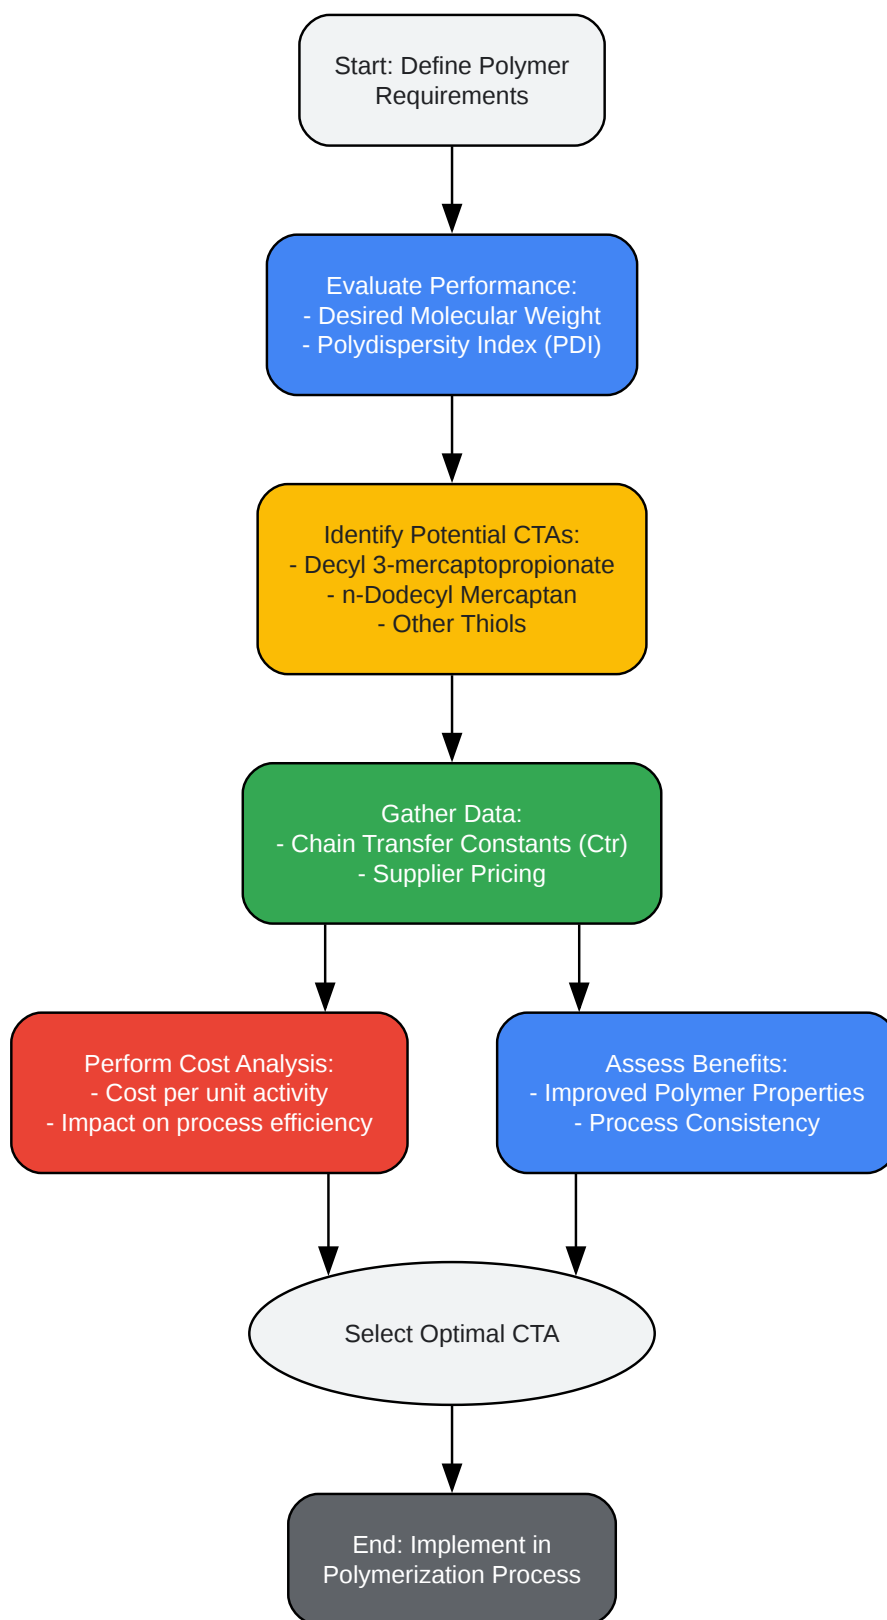 Start: Define Polymer
Requirements
Evaluate Performance:
- Desired Molecular Weight
- Polydispersity Index (PDI)
Identify Potential CTAs:
- Decyl 3-mercaptopropionate
- n-Dodecyl Mercaptan
- Other Thiols
Gather Data:
- Chain Transfer Constants (Ctr)
- Supplier Pricing
Perform Cost Analysis:
- Cost per unit activity
- Impact on process efficiency
Assess Benefits:
- Improved Polymer Properties
- Process Consistency
Select Optimal CTA
End: Implement in
Polymerization Process